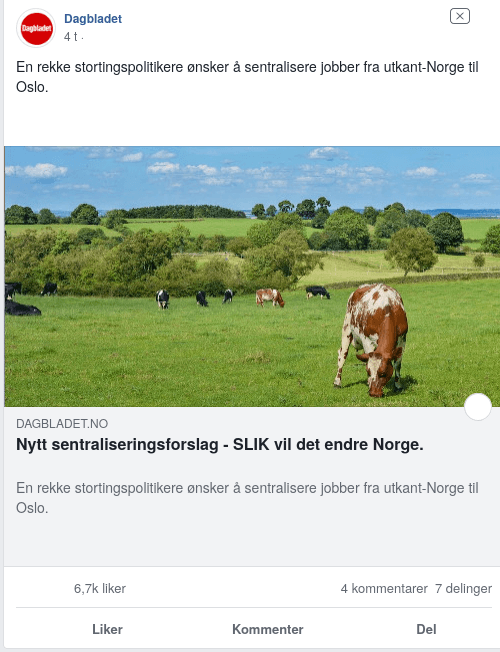 Dagbladet
Dagbladet
4 t ·
En rekke stortingspolitikere ønsker å sentralisere jobber fra utkant-Norge til
Oslo.
DAGBLADET.NO
Nytt sentraliseringsforslag - SLIK vil det endre Norge.
En rekke stortingspolitikere ønsker å sentralisere jobber fra utkant-Norge til
Oslo.
6,7k liker 4 kommentarer 7 delinger
Liker Kommenter Del